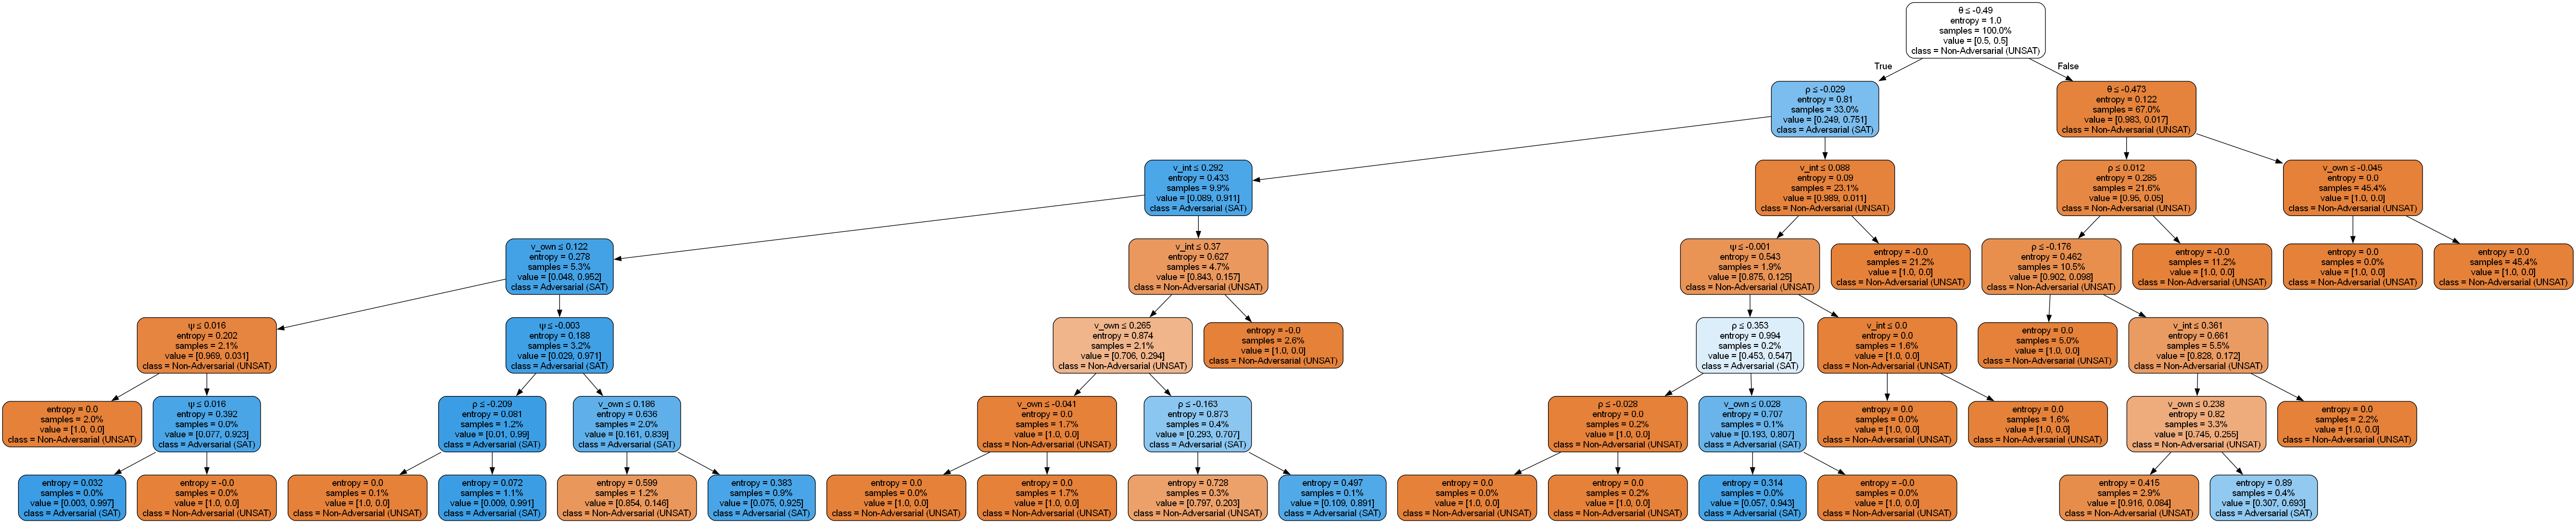 θ ≤ -0.49
entropy = 1.0
samples = 100.0%
value = [0.5, 0.5]
class = Non-Adversarial (UNSAT)
True
False
ρ ≤ -0.029
entropy = 0.81
samples = 33.0%
value = [0.249, 0.751]
class = Adversarial (SAT)
θ ≤ -0.473
entropy = 0.122
samples = 67.0%
value = [0.983, 0.017]
class = Non-Adversarial (UNSAT)
v_int ≤ 0.292
entropy = 0.433
samples = 9.9%
value = [0.089, 0.911]
class = Adversarial (SAT)
v_int ≤ 0.088
entropy = 0.09
samples = 23.1%
value = [0.989, 0.011]
class = Non-Adversarial (UNSAT)
ρ ≤ 0.012
entropy = 0.285
samples = 21.6%
value = [0.95, 0.05]
class = Non-Adversarial (UNSAT)
v_own ≤ -0.045
entropy = 0.0
samples = 45.4%
value = [1.0, 0.0]
class = Non-Adversarial (UNSAT)
v_own ≤ 0.122
entropy = 0.278
samples = 5.3%
value = [0.048, 0.952]
class = Adversarial (SAT)
v_int ≤ 0.37
entropy = 0.627
samples = 4.7%
value = [0.843, 0.157]
class = Non-Adversarial (UNSAT)
ψ ≤ -0.001
entropy = 0.543
samples = 1.9%
value = [0.875, 0.125]
class = Non-Adversarial (UNSAT)
entropy = -0.0
samples = 21.2%
value = [1.0, 0.0]
class = Non-Adversarial (UNSAT)
ρ ≤ -0.176
entropy = 0.462
samples = 10.5%
value = [0.902, 0.098]
class = Non-Adversarial (UNSAT)
entropy = -0.0
samples = 11.2%
value = [1.0, 0.0]
class = Non-Adversarial (UNSAT)
entropy = 0.0
samples = 0.0%
value = [1.0, 0.0]
class = Non-Adversarial (UNSAT)
entropy = 0.0
samples = 45.4%
value = [1.0, 0.0]
class = Non-Adversarial (UNSAT)
ψ ≤ 0.016
entropy = 0.202
samples = 2.1%
value = [0.969, 0.031]
class = Non-Adversarial (UNSAT)
ψ ≤ -0.003
entropy = 0.188
samples = 3.2%
value = [0.029, 0.971]
class = Adversarial (SAT)
v_own ≤ 0.265
entropy = 0.874
samples = 2.1%
value = [0.706, 0.294]
class = Non-Adversarial (UNSAT)
entropy = -0.0
samples = 2.6%
value = [1.0, 0.0]
class = Non-Adversarial (UNSAT)
ρ ≤ 0.353
entropy = 0.994
samples = 0.2%
value = [0.453, 0.547]
class = Adversarial (SAT)
v_int ≤ 0.0
entropy = 0.0
samples = 1.6%
value = [1.0, 0.0]
class = Non-Adversarial (UNSAT)
entropy = 0.0
samples = 5.0%
value = [1.0, 0.0]
class = Non-Adversarial (UNSAT)
v_int ≤ 0.361
entropy = 0.661
samples = 5.5%
value = [0.828, 0.172]
class = Non-Adversarial (UNSAT)
entropy = 0.0
samples = 2.0%
value = [1.0, 0.0]
class = Non-Adversarial (UNSAT)
ψ ≤ 0.016
entropy = 0.392
samples = 0.0%
value = [0.077, 0.923]
class = Adversarial (SAT)
ρ ≤ -0.209
entropy = 0.081
samples = 1.2%
value = [0.01, 0.99]
class = Adversarial (SAT)
v_own ≤ 0.186
entropy = 0.636
samples = 2.0%
value = [0.161, 0.839]
class = Adversarial (SAT)
v_own ≤ -0.041
entropy = 0.0
samples = 1.7%
value = [1.0, 0.0]
class = Non-Adversarial (UNSAT)
ρ ≤ -0.163
entropy = 0.873
samples = 0.4%
value = [0.293, 0.707]
class = Adversarial (SAT)
ρ ≤ -0.028
entropy = 0.0
samples = 0.2%
value = [1.0, 0.0]
class = Non-Adversarial (UNSAT)
v_own ≤ 0.028
entropy = 0.707
samples = 0.1%
value = [0.193, 0.807]
class = Adversarial (SAT)
entropy = 0.0
samples = 0.0%
value = [1.0, 0.0]
class = Non-Adversarial (UNSAT)
entropy = 0.0
samples = 1.6%
value = [1.0, 0.0]
class = Non-Adversarial (UNSAT)
v_own ≤ 0.238
entropy = 0.82
samples = 3.3%
value = [0.745, 0.255]
class = Non-Adversarial (UNSAT)
entropy = 0.0
samples = 2.2%
value = [1.0, 0.0]
class = Non-Adversarial (UNSAT)
entropy = 0.032
samples = 0.0%
value = [0.003, 0.997]
class = Adversarial (SAT)
entropy = -0.0
samples = 0.0%
value = [1.0, 0.0]
class = Non-Adversarial (UNSAT)
entropy = 0.0
samples = 0.1%
value = [1.0, 0.0]
class = Non-Adversarial (UNSAT)
entropy = 0.072
samples = 1.1%
value = [0.009, 0.991]
class = Adversarial (SAT)
entropy = 0.599
samples = 1.2%
value = [0.854, 0.146]
class = Non-Adversarial (UNSAT)
entropy = 0.383
samples = 0.9%
value = [0.075, 0.925]
class = Adversarial (SAT)
entropy = 0.0
samples = 0.0%
value = [1.0, 0.0]
class = Non-Adversarial (UNSAT)
entropy = 0.0
samples = 1.7%
value = [1.0, 0.0]
class = Non-Adversarial (UNSAT)
entropy = 0.728
samples = 0.3%
value = [0.797, 0.203]
class = Non-Adversarial (UNSAT)
entropy = 0.497
samples = 0.1%
value = [0.109, 0.891]
class = Adversarial (SAT)
entropy = 0.0
samples = 0.0%
value = [1.0, 0.0]
class = Non-Adversarial (UNSAT)
entropy = 0.0
samples = 0.2%
value = [1.0, 0.0]
class = Non-Adversarial (UNSAT)
entropy = 0.314
samples = 0.0%
value = [0.057, 0.943]
class = Adversarial (SAT)
entropy = -0.0
samples = 0.0%
value = [1.0, 0.0]
class = Non-Adversarial (UNSAT)
entropy = 0.415
samples = 2.9%
value = [0.916, 0.084]
class = Non-Adversarial (UNSAT)
entropy = 0.89
samples = 0.4%
value = [0.307, 0.693]
class = Adversarial (SAT)